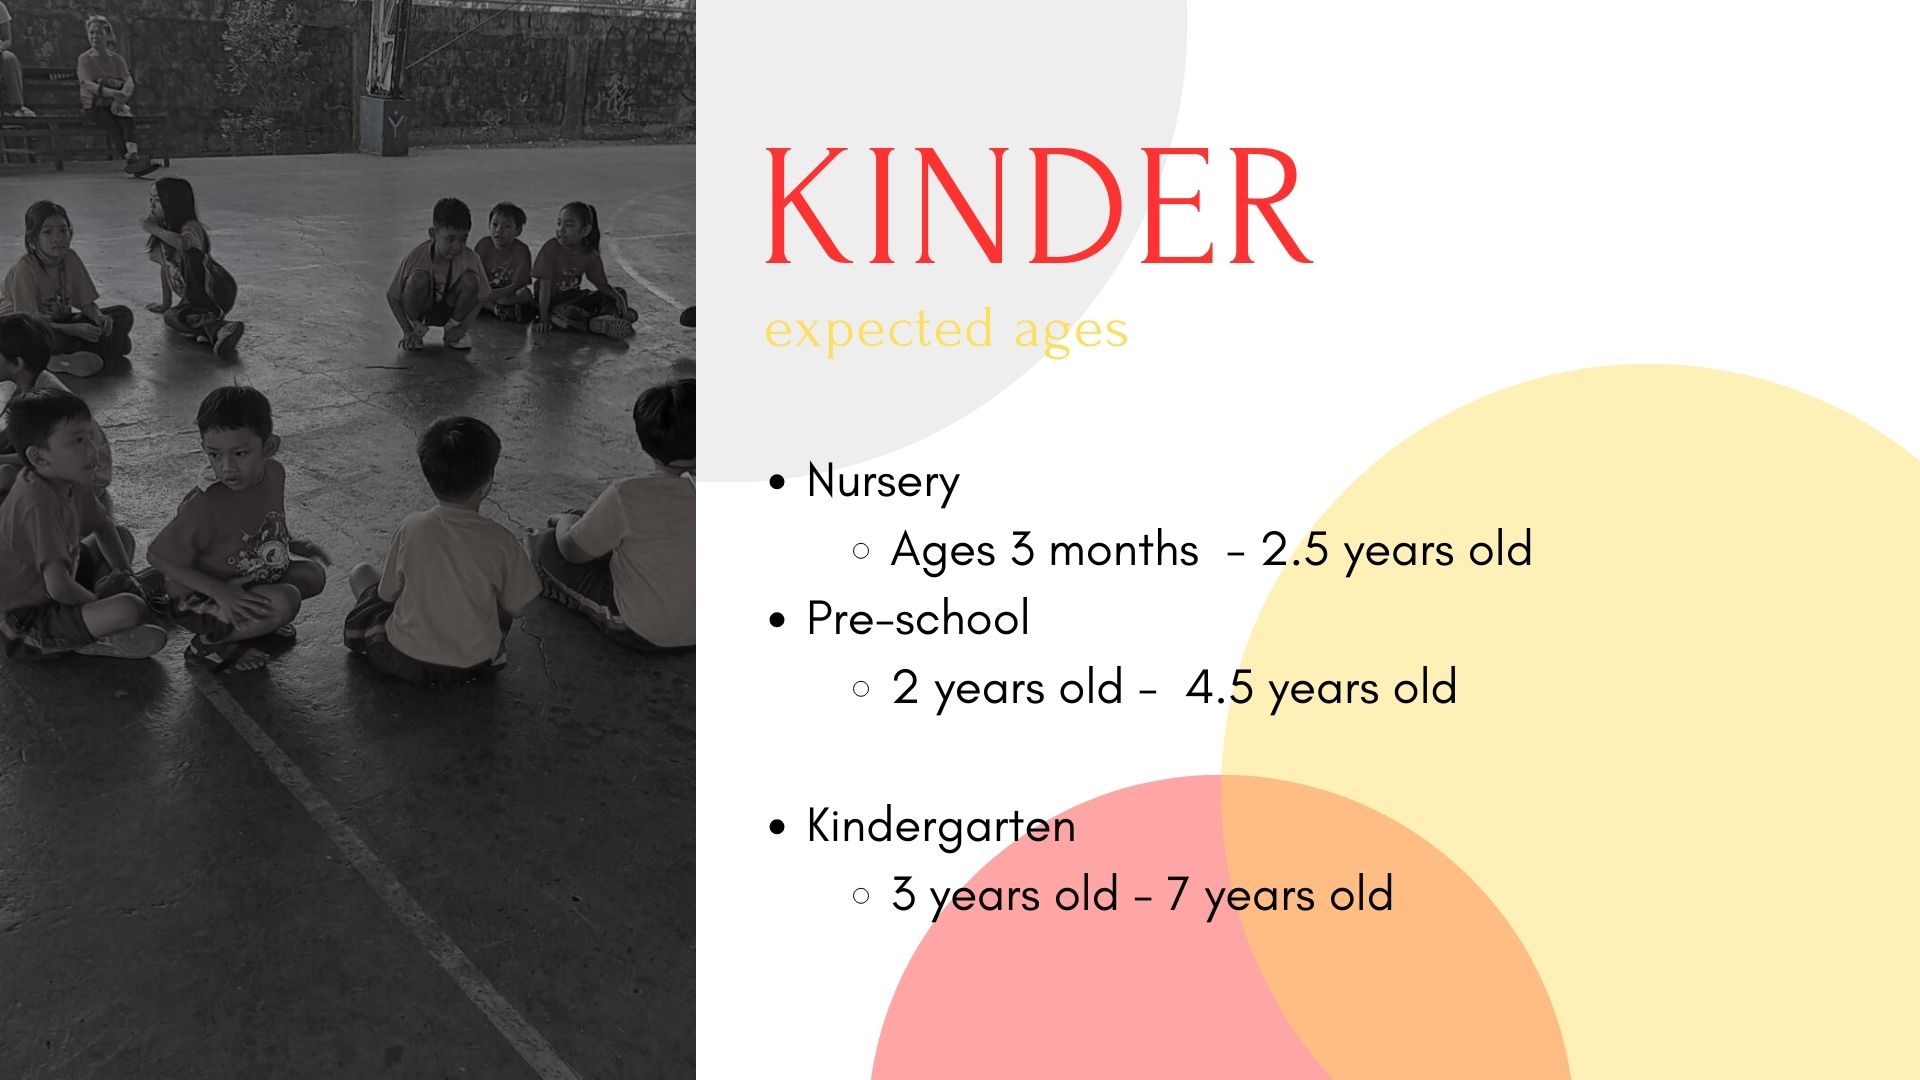 KINDER
expected ages
• Nursery
○ Ages 3 months – 2.5 years old
• Pre-school
○ 2 years old – 4.5 years old
• Kindergarten
○ 3 years old – 7 years old